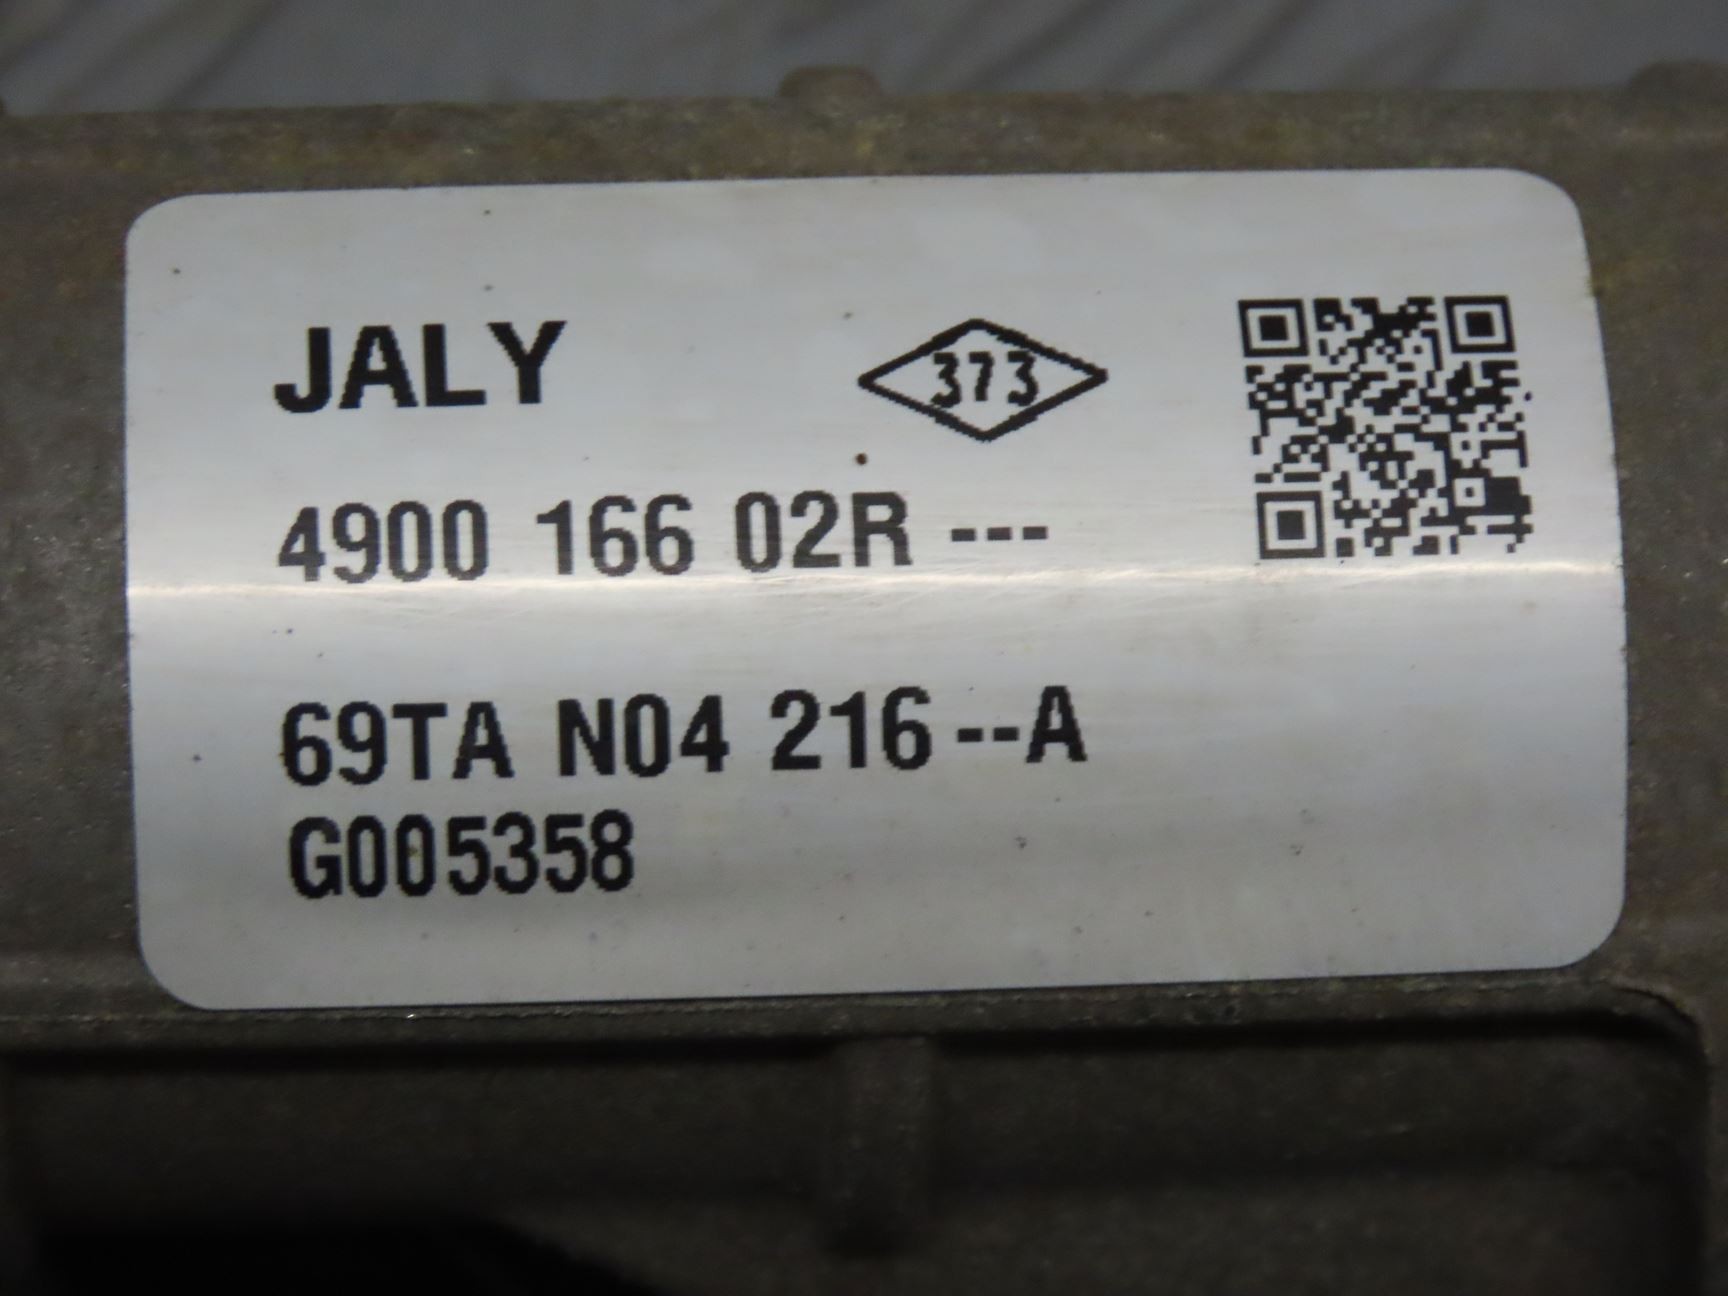 JALY 373
4900 166 02R ---
69TA N04 216 --A
G005358